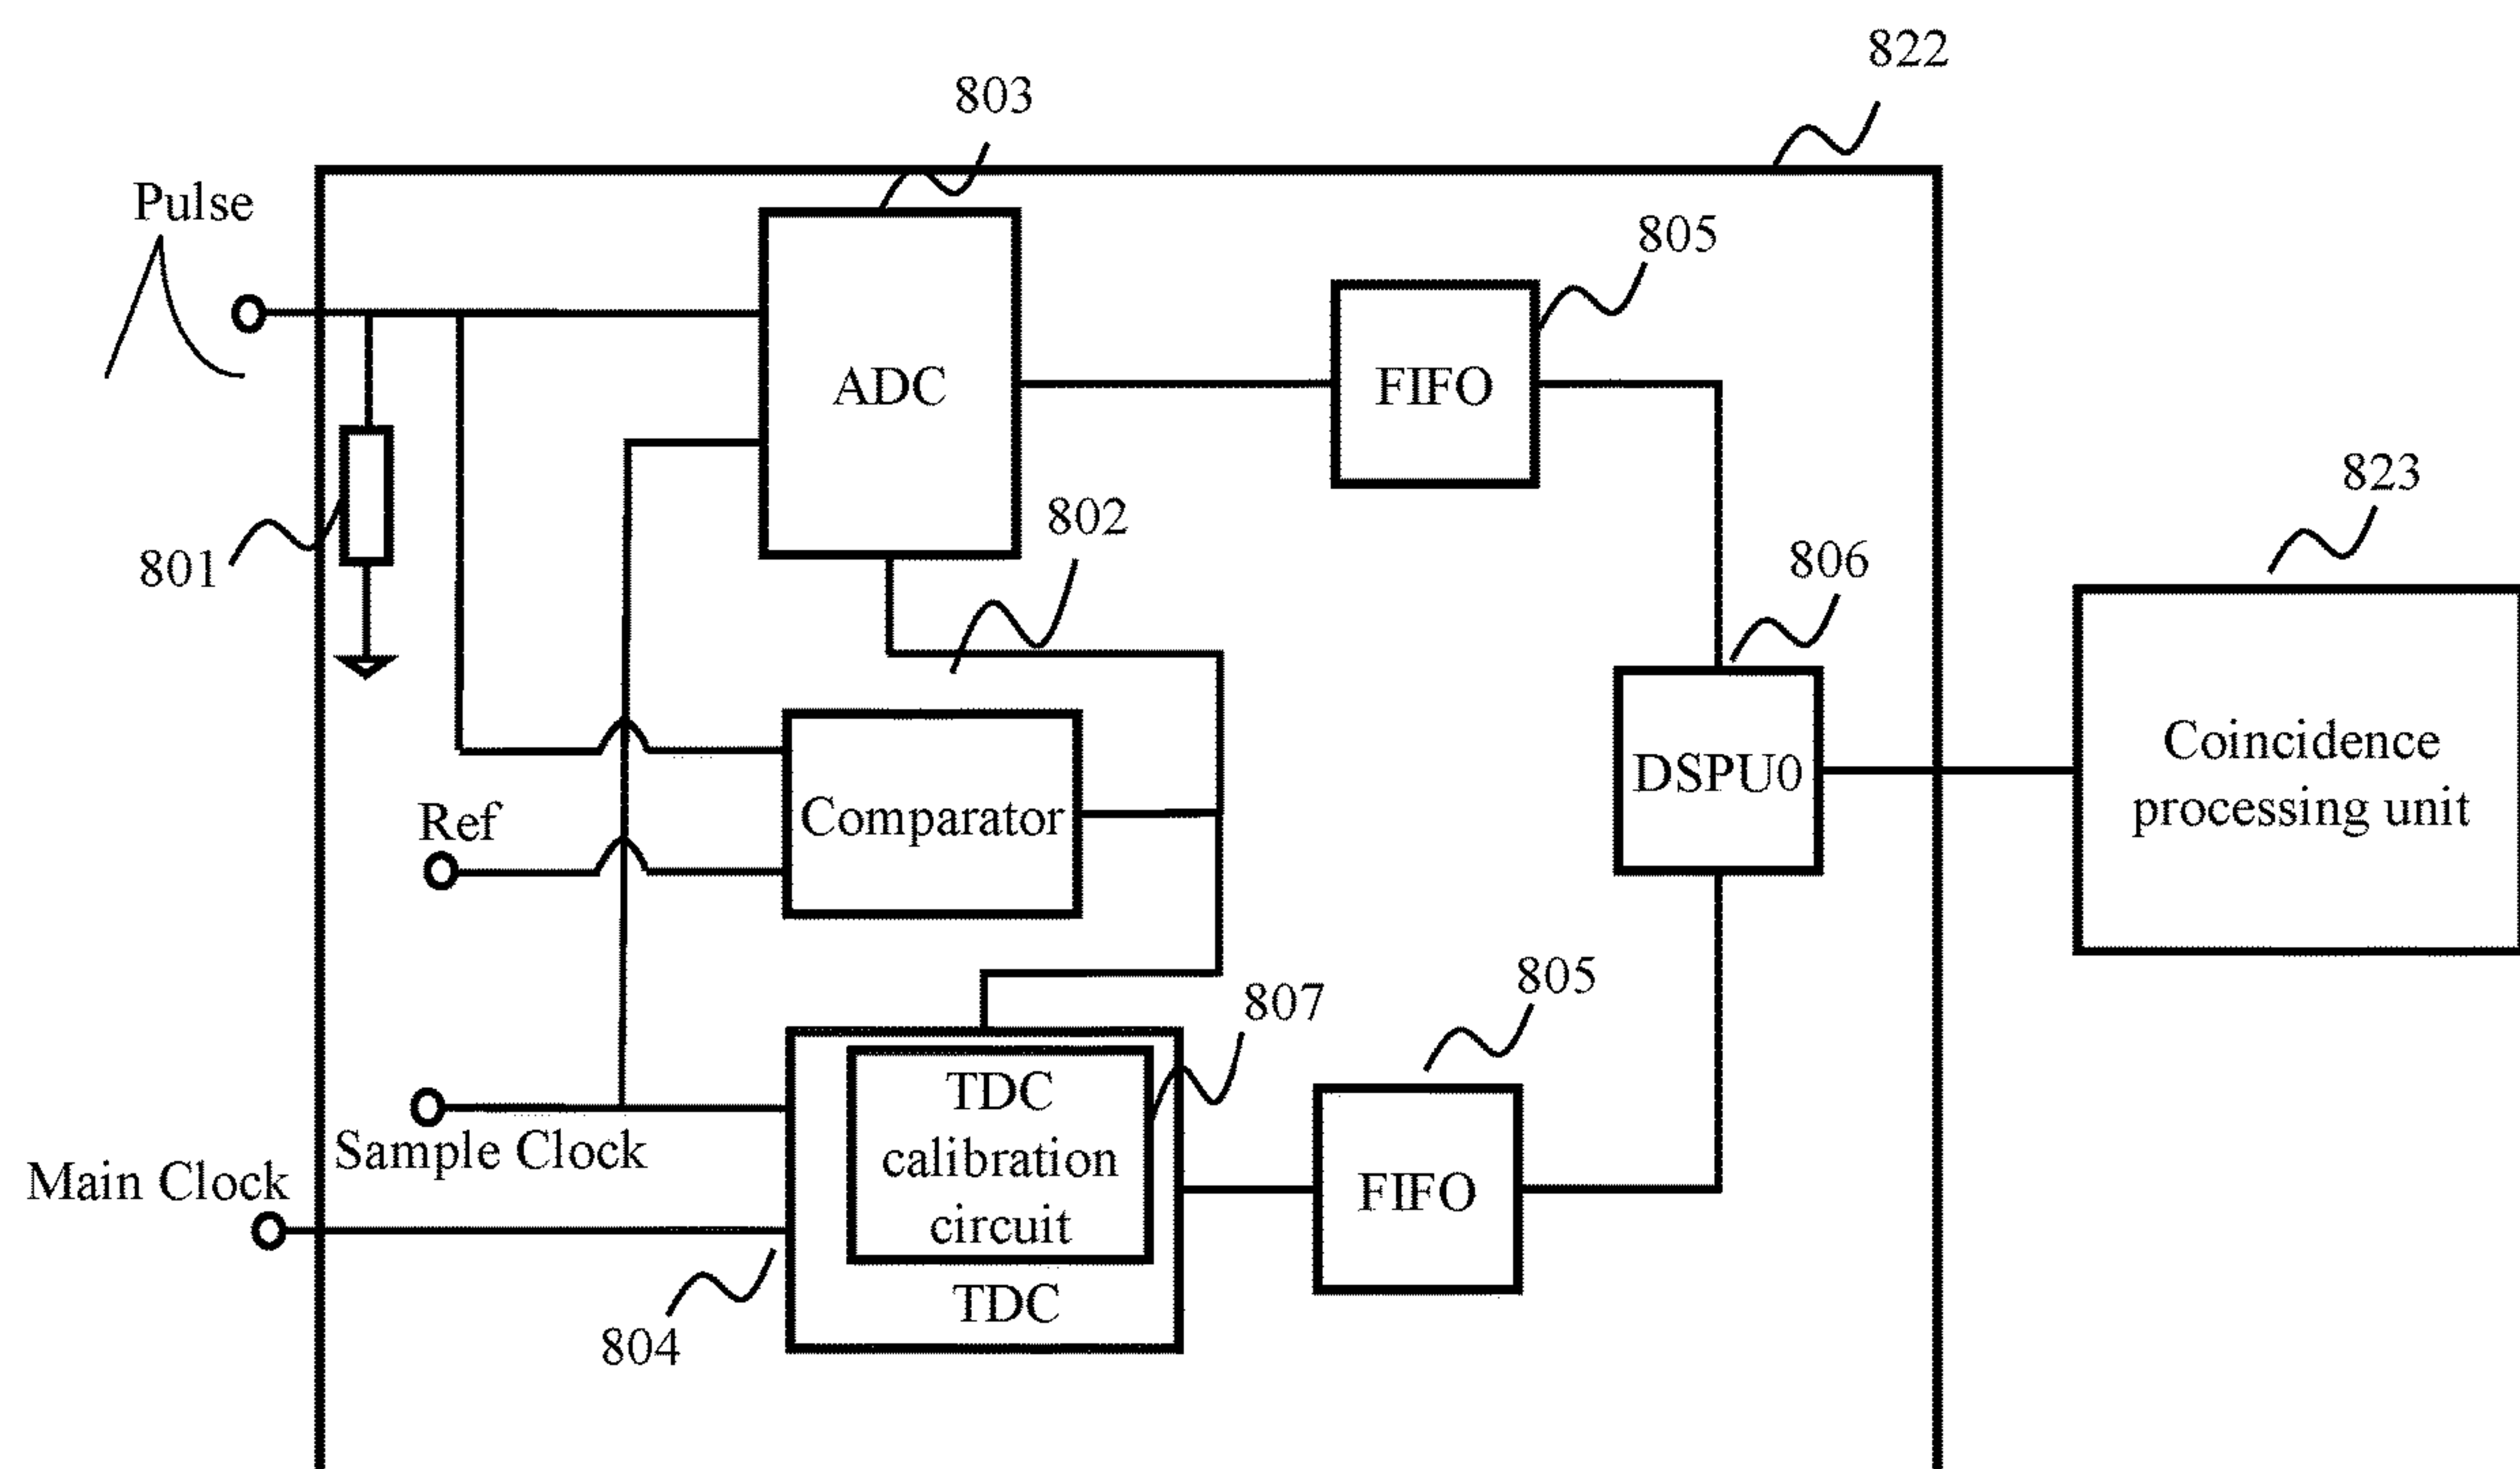 822
803
Pulse
805
ADC
FIFO
823
802
806
801
Coincidence
processing unit
DSPU0
Comparator
Ref
805
807
TDC
calibration
circuit
Sample Clock
Main Clock
FIFO
TDC
804